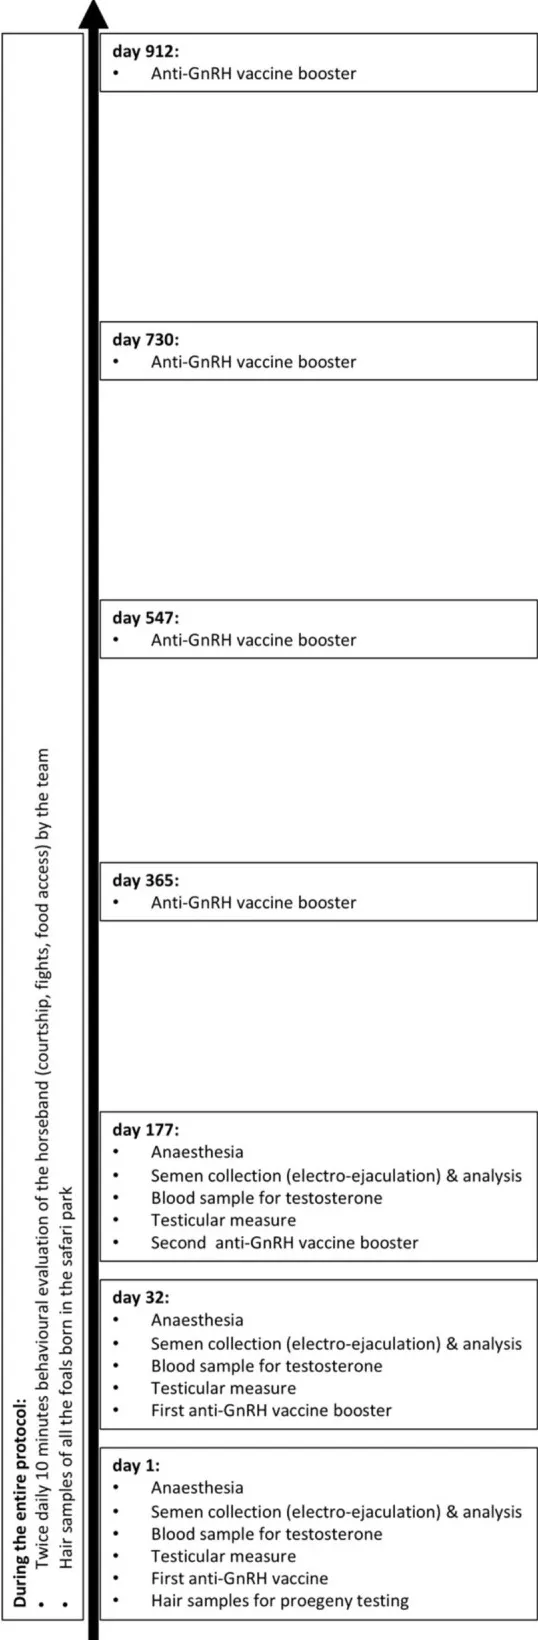 day 912:
• Anti-GnRH vaccine booster
day 730:
• Anti-GnRH vaccine booster
day 547:
• Anti-GnRH vaccine booster
day 365:
• Anti-GnRH vaccine booster
day 177:
• Anaesthesia
• Semen collection (electro-ejaculation) & analysis
• Blood sample for testosterone
• Testicular measure
• Second anti-GnRH vaccine booster
day 32:
• Anaesthesia
• Semen collection (electro-ejaculation) & analysis
• Blood sample for testosterone
• Testicular measure
• First anti-GnRH vaccine booster
day 1:
• Anaesthesia
• Semen collection (electro-ejaculation) & analysis
• Blood sample for testosterone
• Testicular measure
• First anti-GnRH vaccine
• Hair samples for proegeny testing
During the entire protocol:
• Twice daily 10 minutes behavioural evaluation of the horseband (courtship, fights, food access) by the team
• Hair samples of all the foals born in the safari park